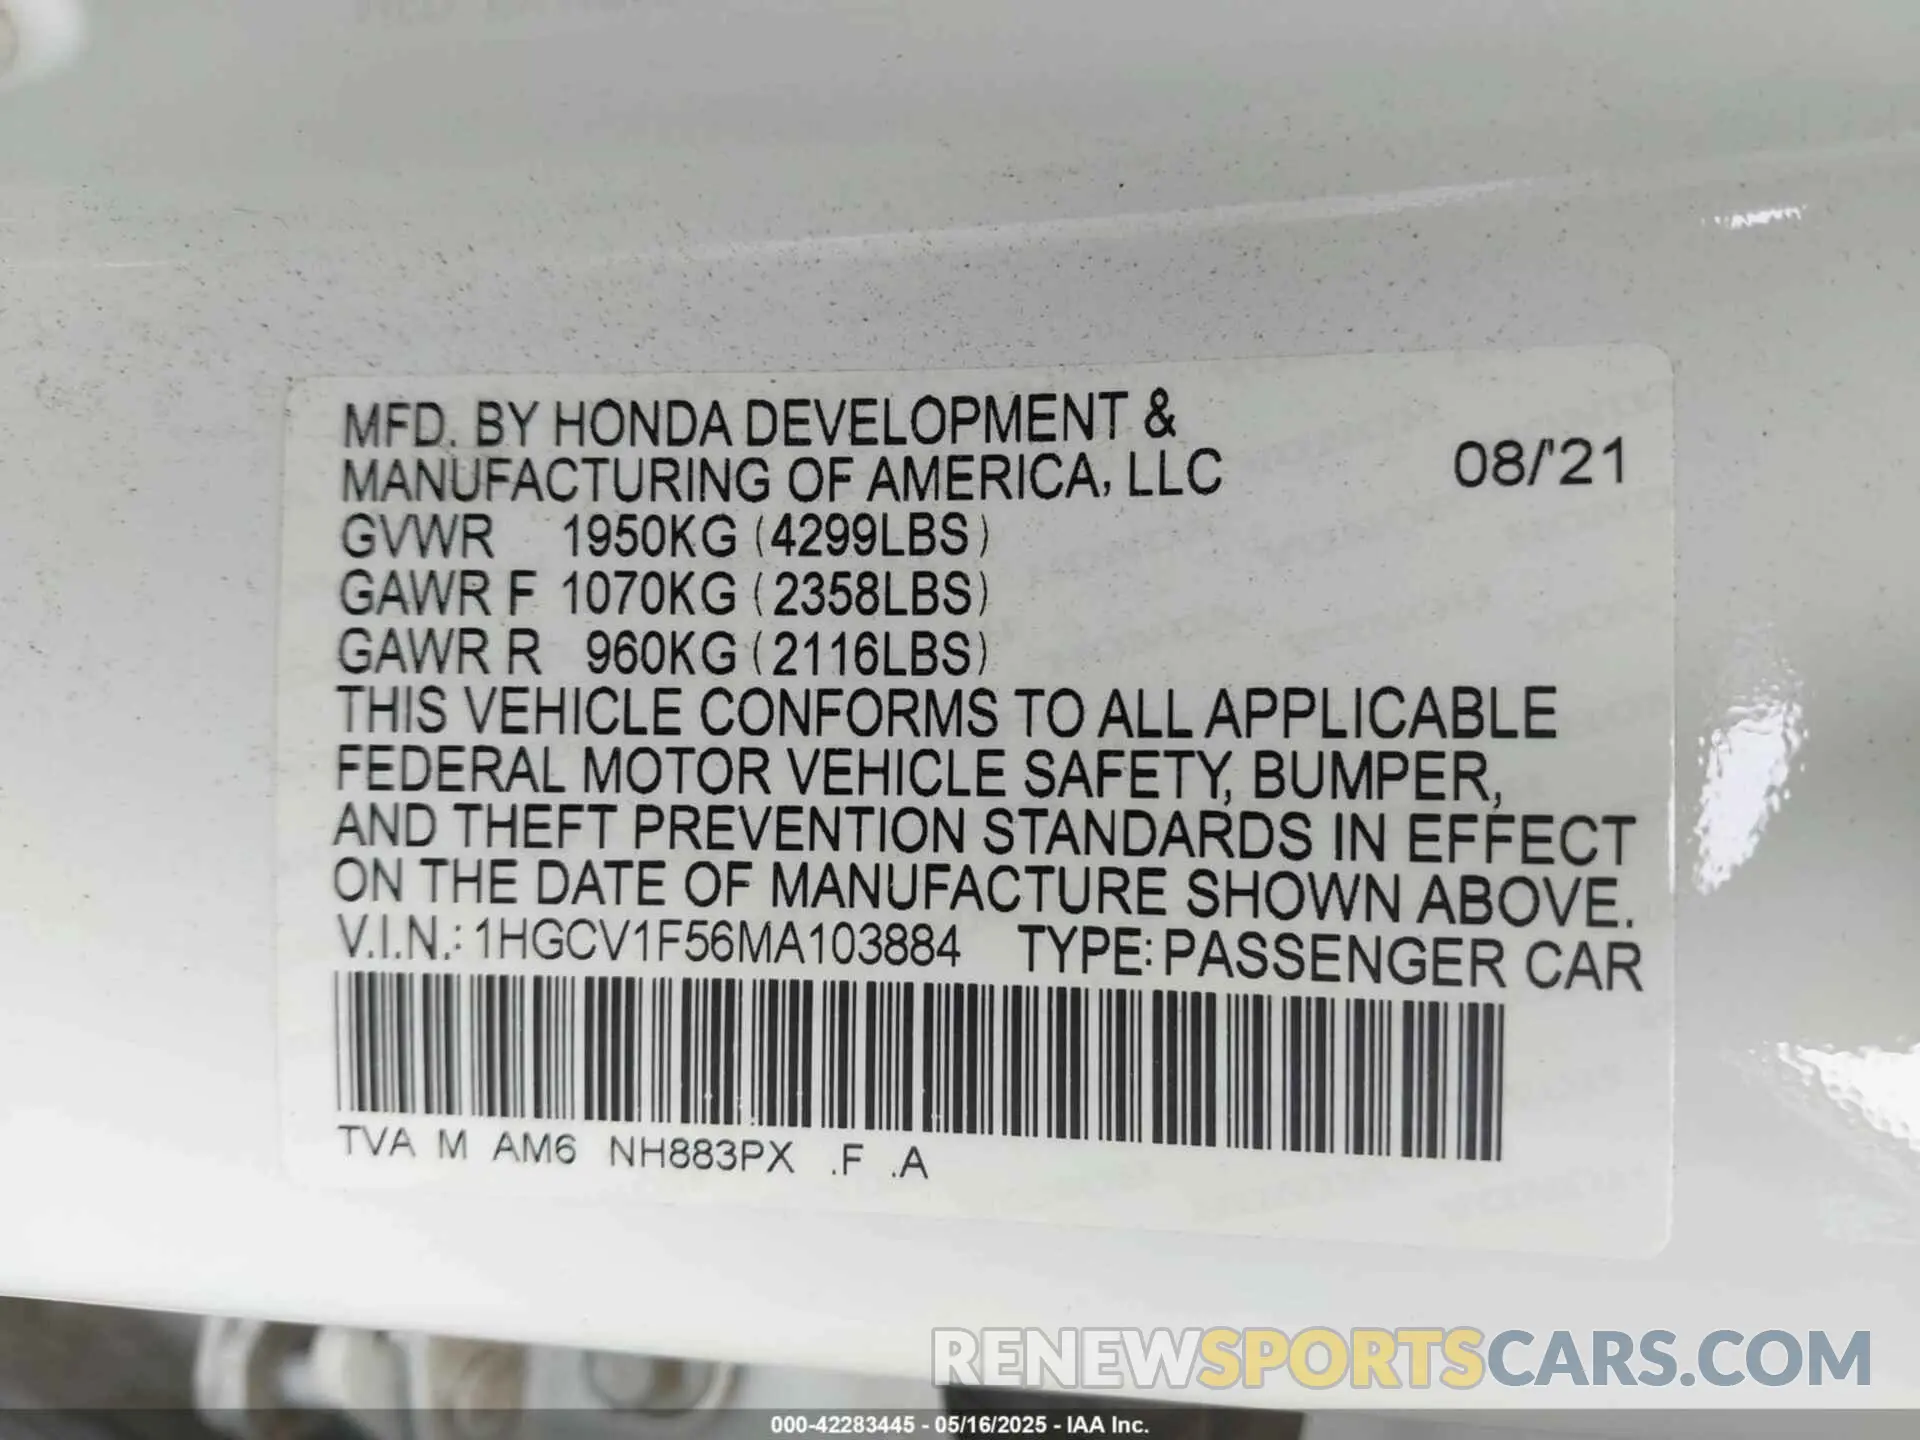 MFD. BY HONDA DEVELOPMENT &
MANUFACTURING OF AMERICA, LLC 08/'21
GVWR 1950KG (4299LBS)
GAWR F 1070KG (2358LBS)
GAWR R 960KG (2116LBS)
THIS VEHICLE CONFORMS TO ALL APPLICABLE
FEDERAL MOTOR VEHICLE SAFETY, BUMPER,
AND THEFT PREVENTION STANDARDS IN EFFECT
ON THE DATE OF MANUFACTURE SHOWN ABOVE.
V.I.N.: 1HGCV1F56MA103884 TYPE: PASSENGER CAR
TVA M AM6 NH883PX .F .A
RENEWSPORTSCARS.COM
000-42283445 - 05/16/2025 - IAA Inc.